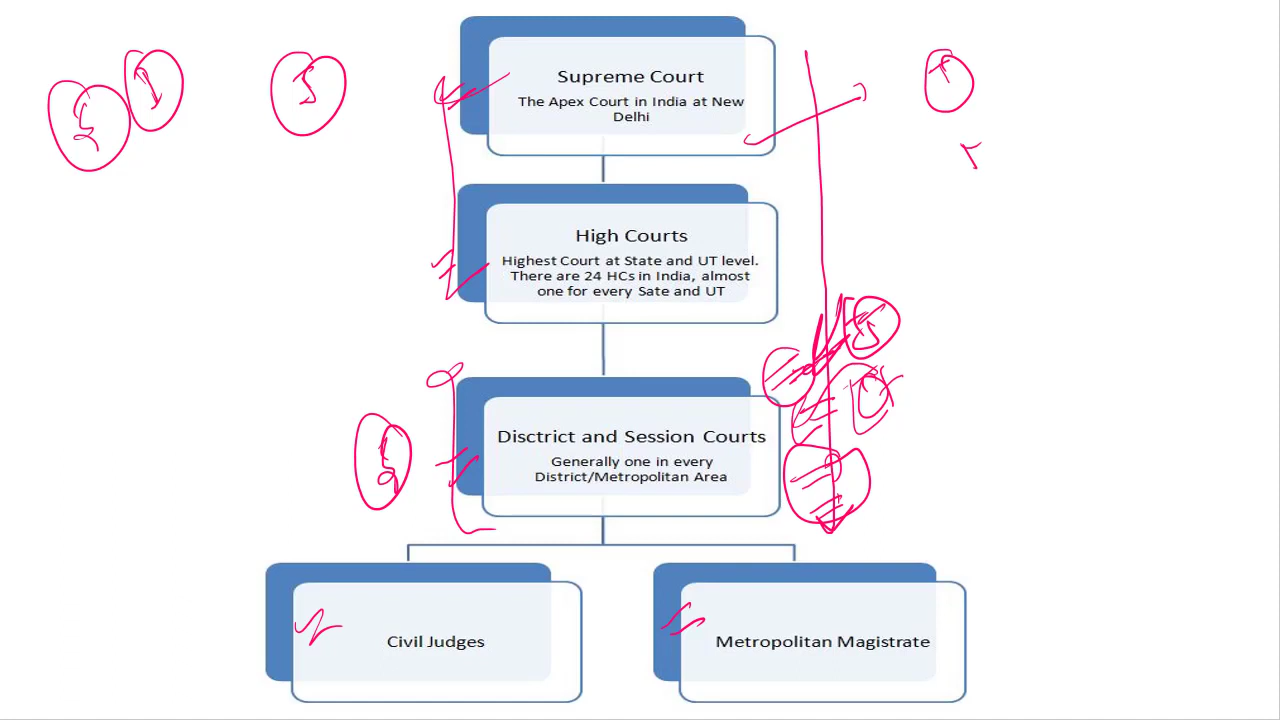 Supreme Court
The Apex Court in India at New
Delhi
High Courts
Highest Court at State and UT level.
There are 24 HCs in India, almost
one for every Sate and UT
Disctrict and Session Courts
Generally one in every
District/Metropolitan Area
Civil Judges
Metropolitan Magistrate